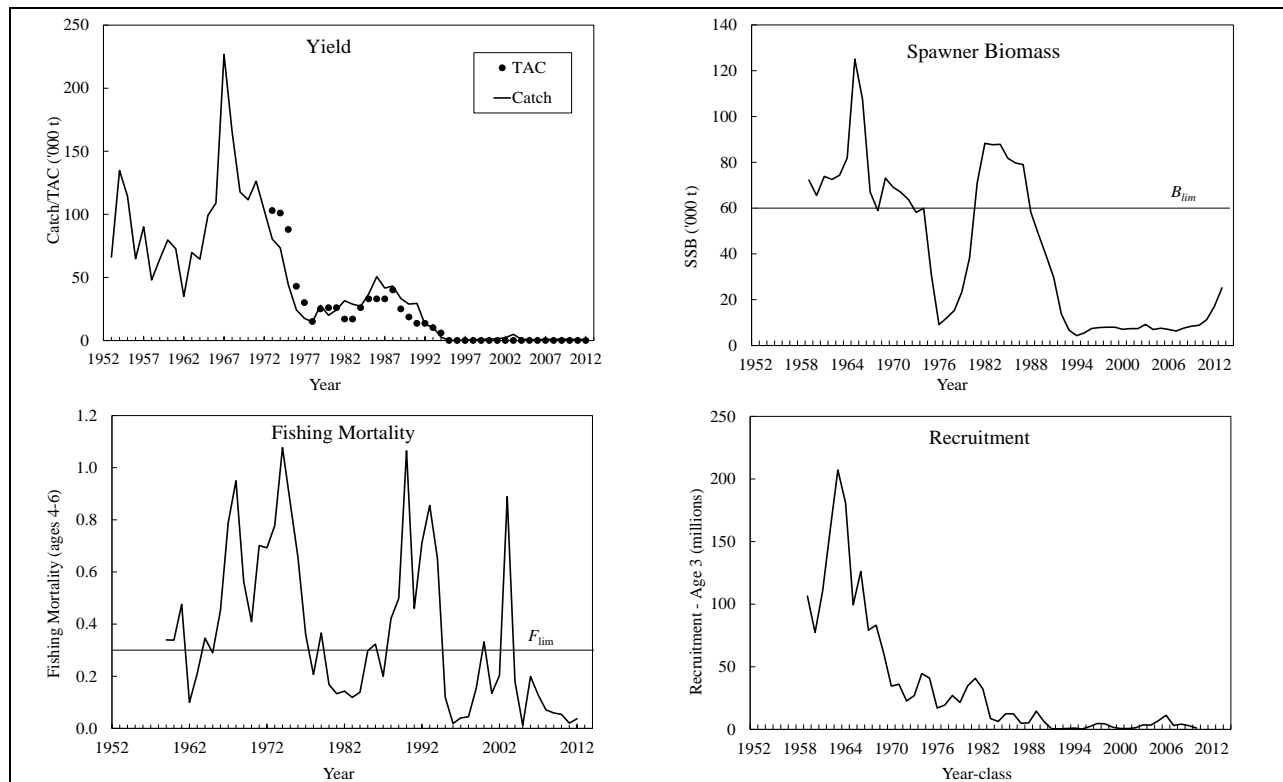 Yield
TAC
Catch
Catch/TAC ('000 t)
250
200
150
100
50
0
1952 1957 1962 1967 1972 1977 1982 1987 1992 1997 2002 2007 2012
Year
Spawner Biomass
B_lim
SSB ('000 t)
140
120
100
80
60
40
20
0
1952 1958 1964 1970 1976 1982 1988 1994 2000 2006 2012
Year
Fishing Mortality
F_lim
Fishing Mortality (ages 4-6)
1.2
1.0
0.8
0.6
0.4
0.2
0.0
1952 1962 1972 1982 1992 2002 2012
Year
Recruitment
Recruitment - Age 3 (millions)
250
200
150
100
50
0
1952 1958 1964 1970 1976 1982 1988 1994 2000 2006 2012
Year-class